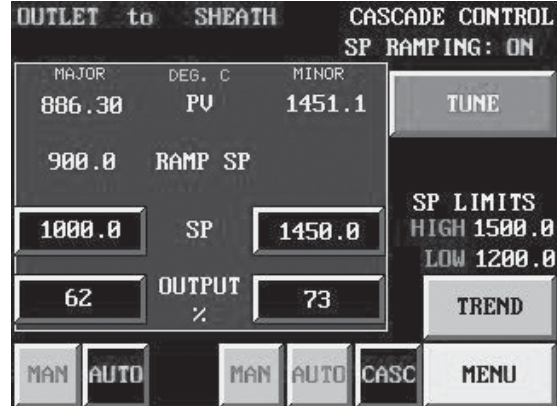 OUTLET to SHEATH CASCADE CONTROL
SP RAMPING: ON
MAJOR DEG. C MINOR
886.30 PV 1451.1 TUNE
900.0 RAMP SP
SP LIMITS
1000.0 SP 1450.0 HIGH 1500.0
LOW 1200.0
62 OUTPUT % 73 TREND
MAN AUTO MAN AUTO CASC MENU